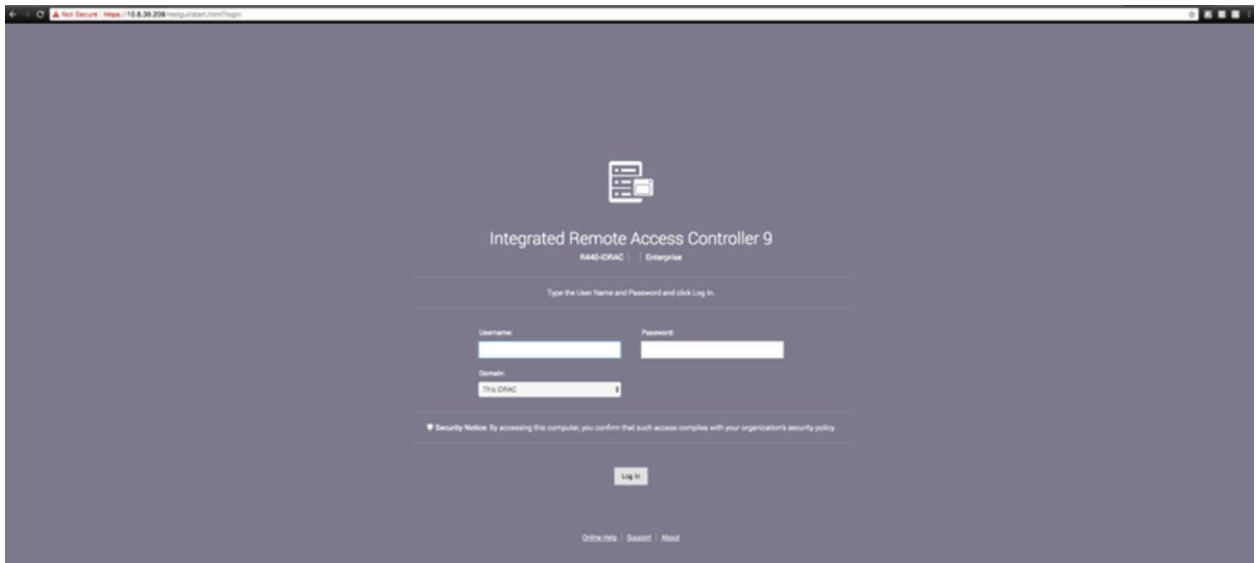 Not Secure | https://10.8.30.208/restgui/start.html?login
Integrated Remote Access Controller 9
R440-iDRAC | | Enterprise
Type the User Name and Password and click Log In.
Username: Password:
Domain:
This iDRAC
Security Notice: By accessing this computer, you confirm that such access complies with your organization's security policy.
Log In
Online Help | Support | About